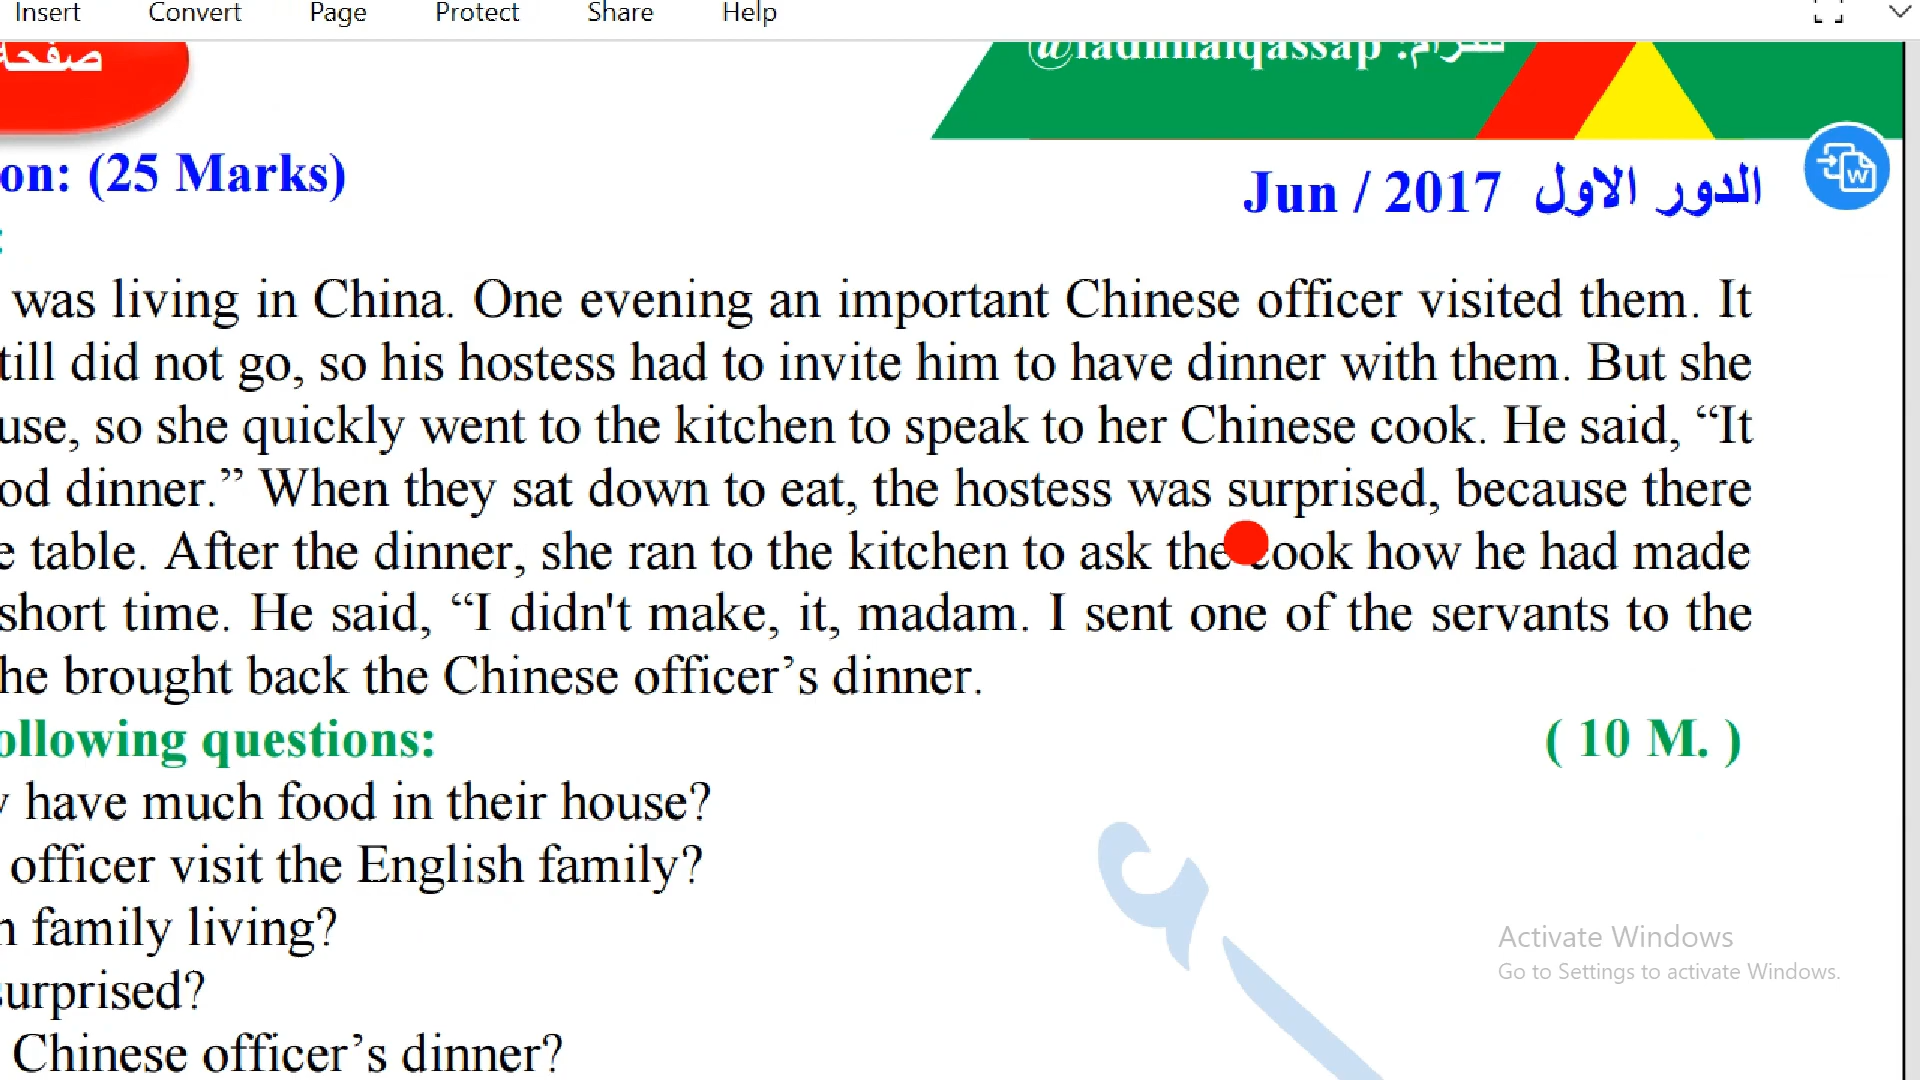 Insert Convert Page Protect Share Help
صفحة
on: (25 Marks)
الدور الاول Jun / 2017
:
was living in China. One evening an important Chinese officer visited them. It
till did not go, so his hostess had to invite him to have dinner with them. But she
use, so she quickly went to the kitchen to speak to her Chinese cook. He said, “It
od dinner.” When they sat down to eat, the hostess was surprised, because there
e table. After the dinner, she ran to the kitchen to ask the cook how he had made
short time. He said, “I didn't make, it, madam. I sent one of the servants to the
he brought back the Chinese officer’s dinner.
ollowing questions: ( 10 M. )
y have much food in their house?
officer visit the English family?
n family living?
surprised?
Chinese officer’s dinner?
Activate Windows
Go to Settings to activate Windows.